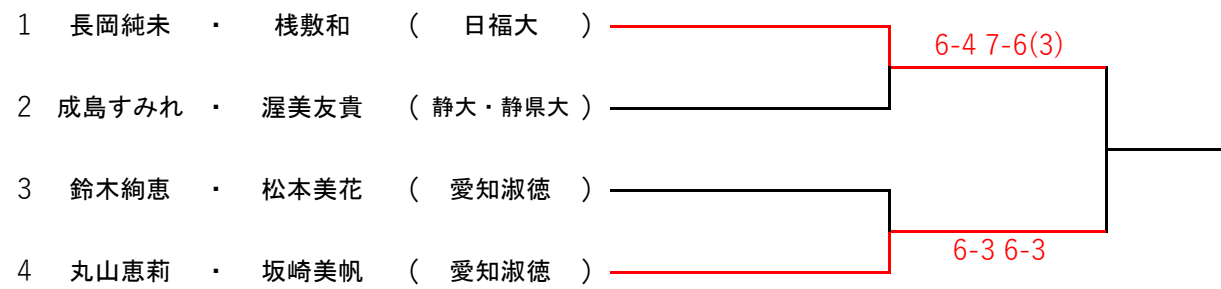 1 長岡純未 ・ 桟敷和 ( 日福大 )
6-4 7-6(3)
2 成島すみれ ・ 渥美友貴 ( 静大・静県大 )
3 鈴木絢恵 ・ 松本美花 ( 愛知淑徳 )
6-3 6-3
4 丸山恵莉 ・ 坂崎美帆 ( 愛知淑徳 )